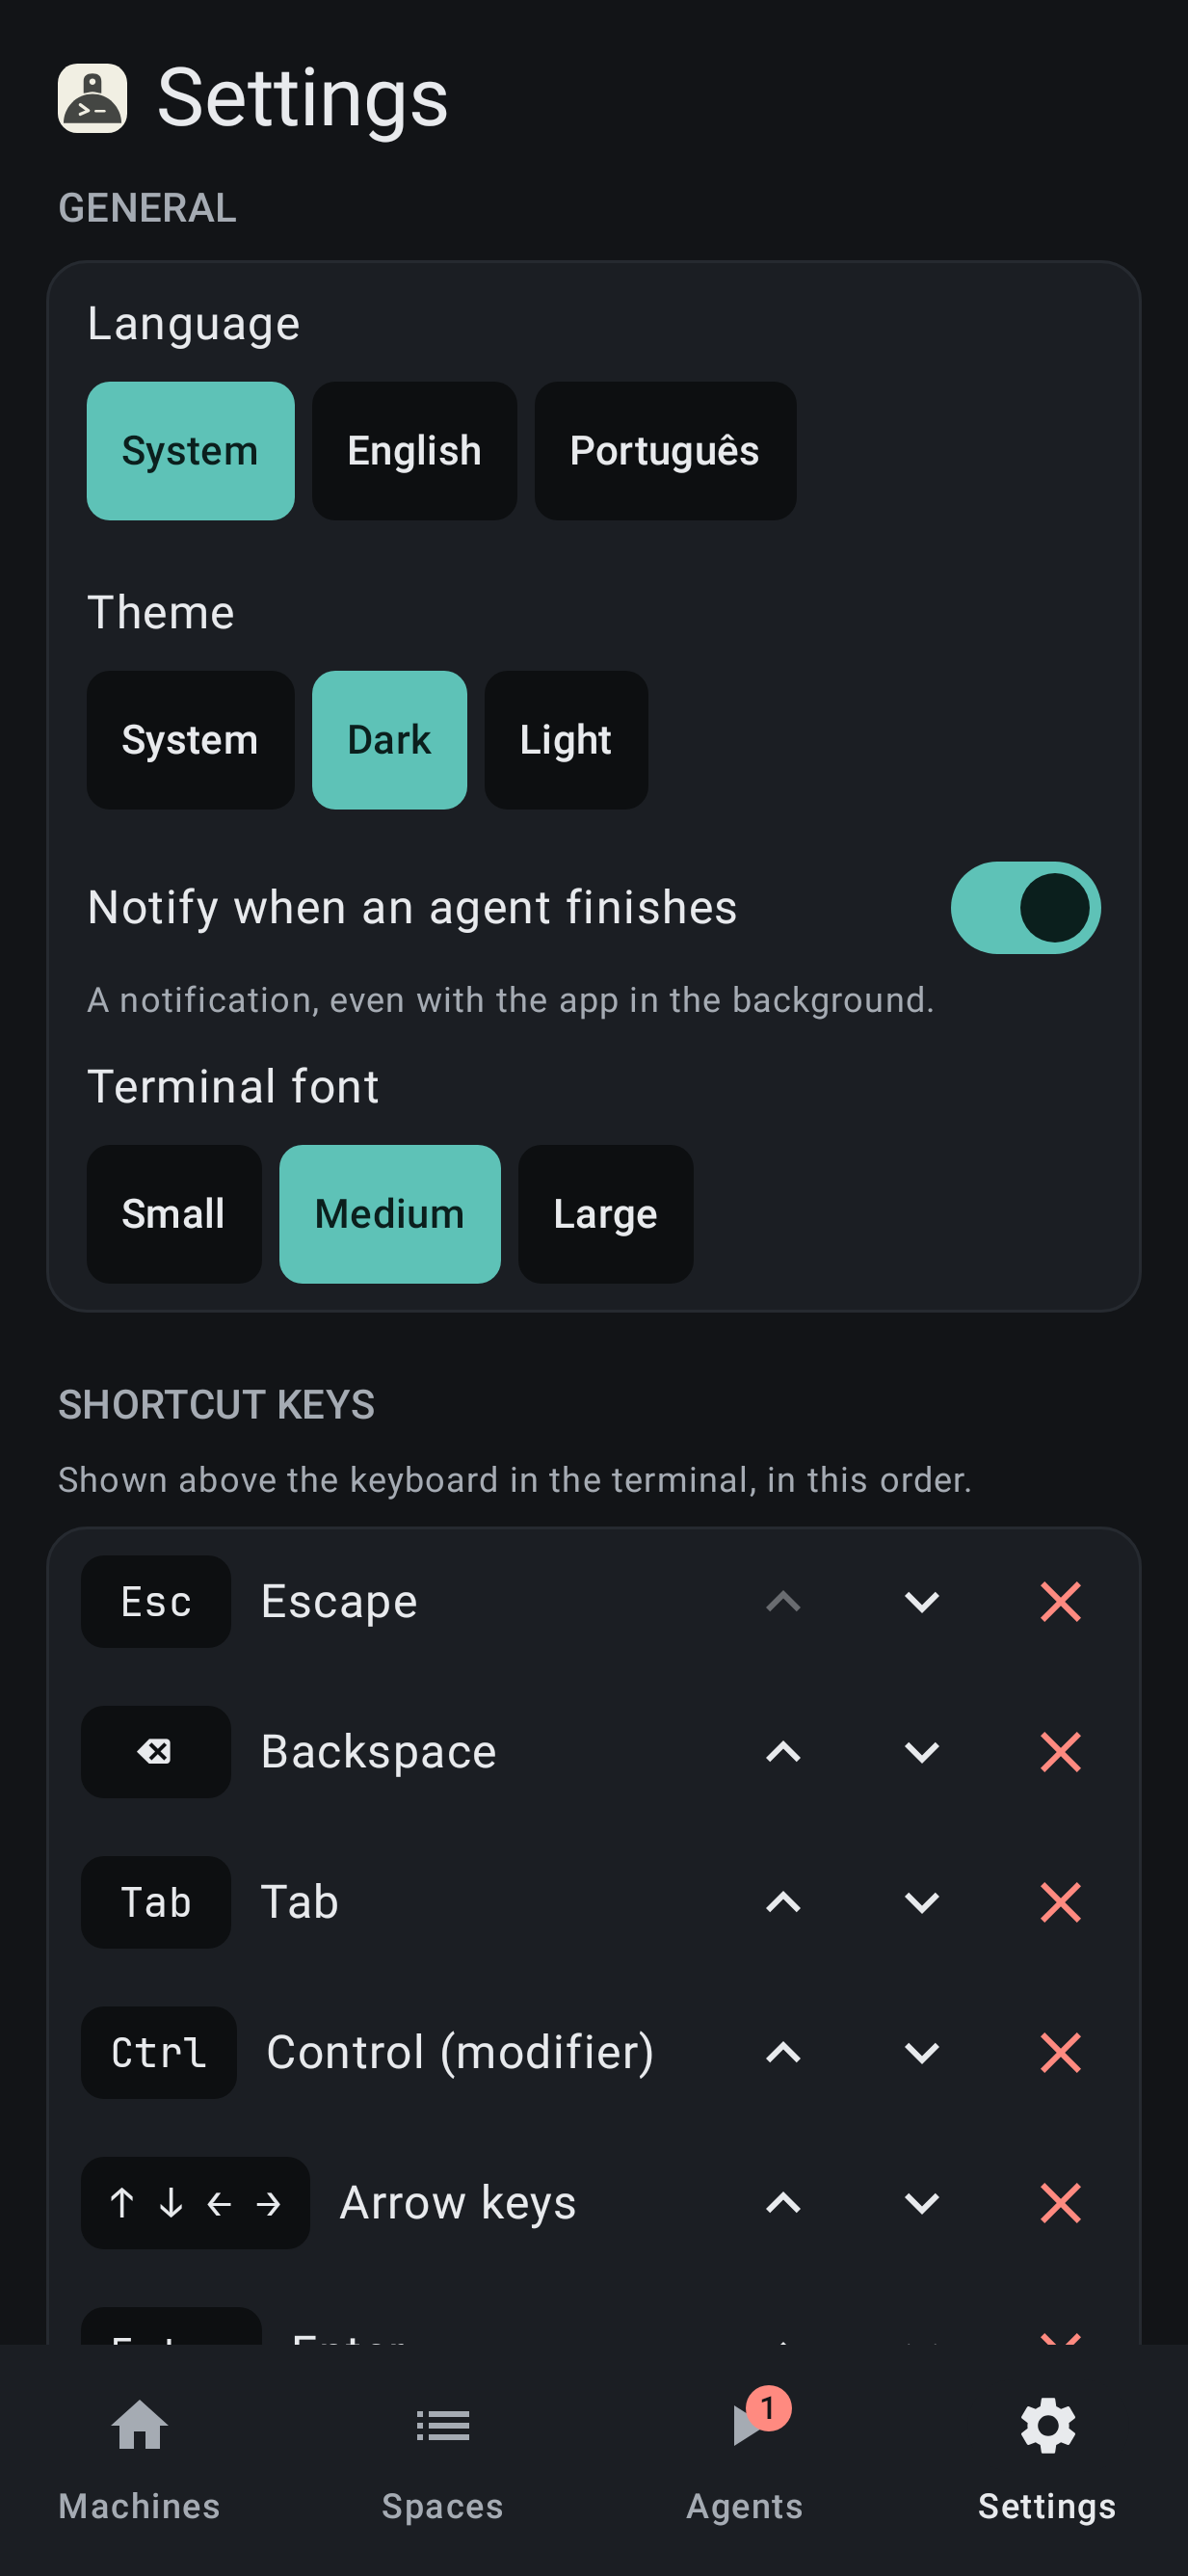 >_
Settings
GENERAL
Language
System English Português
Theme
System Dark Light
Notify when an agent finishes
A notification, even with the app in the background.
Terminal font
Small Medium Large
SHORTCUT KEYS
Shown above the keyboard in the terminal, in this order.
Esc Escape
Backspace
Tab Tab
Ctrl Control (modifier)
↑ ↓ ← → Arrow keys
Enter
1
Machines Spaces Agents Settings